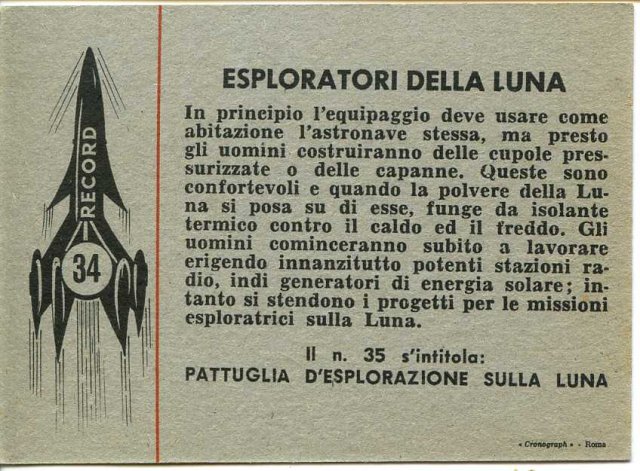 RECORD
34
ESPLORATORI DELLA LUNA
In principio l'equipaggio deve usare come
abitazione l'astronave stessa, ma presto
gli uomini costruiranno delle cupole pres-
surizzate o delle capanne. Queste sono
confortevoli e quando la polvere della Lu-
na si posa su di esse, funge da isolante
termico contro il caldo ed il freddo. Gli
uomini cominceranno subito a lavorare
erigendo innanzitutto potenti stazioni ra-
dio, indi generatori di energia solare; in-
tanto si stendono i progetti per le missioni
esploratrici sulla Luna.
Il n. 35 s'intitola:
PATTUGLIA D'ESPLORAZIONE SULLA LUNA
« Cronograph » - Roma